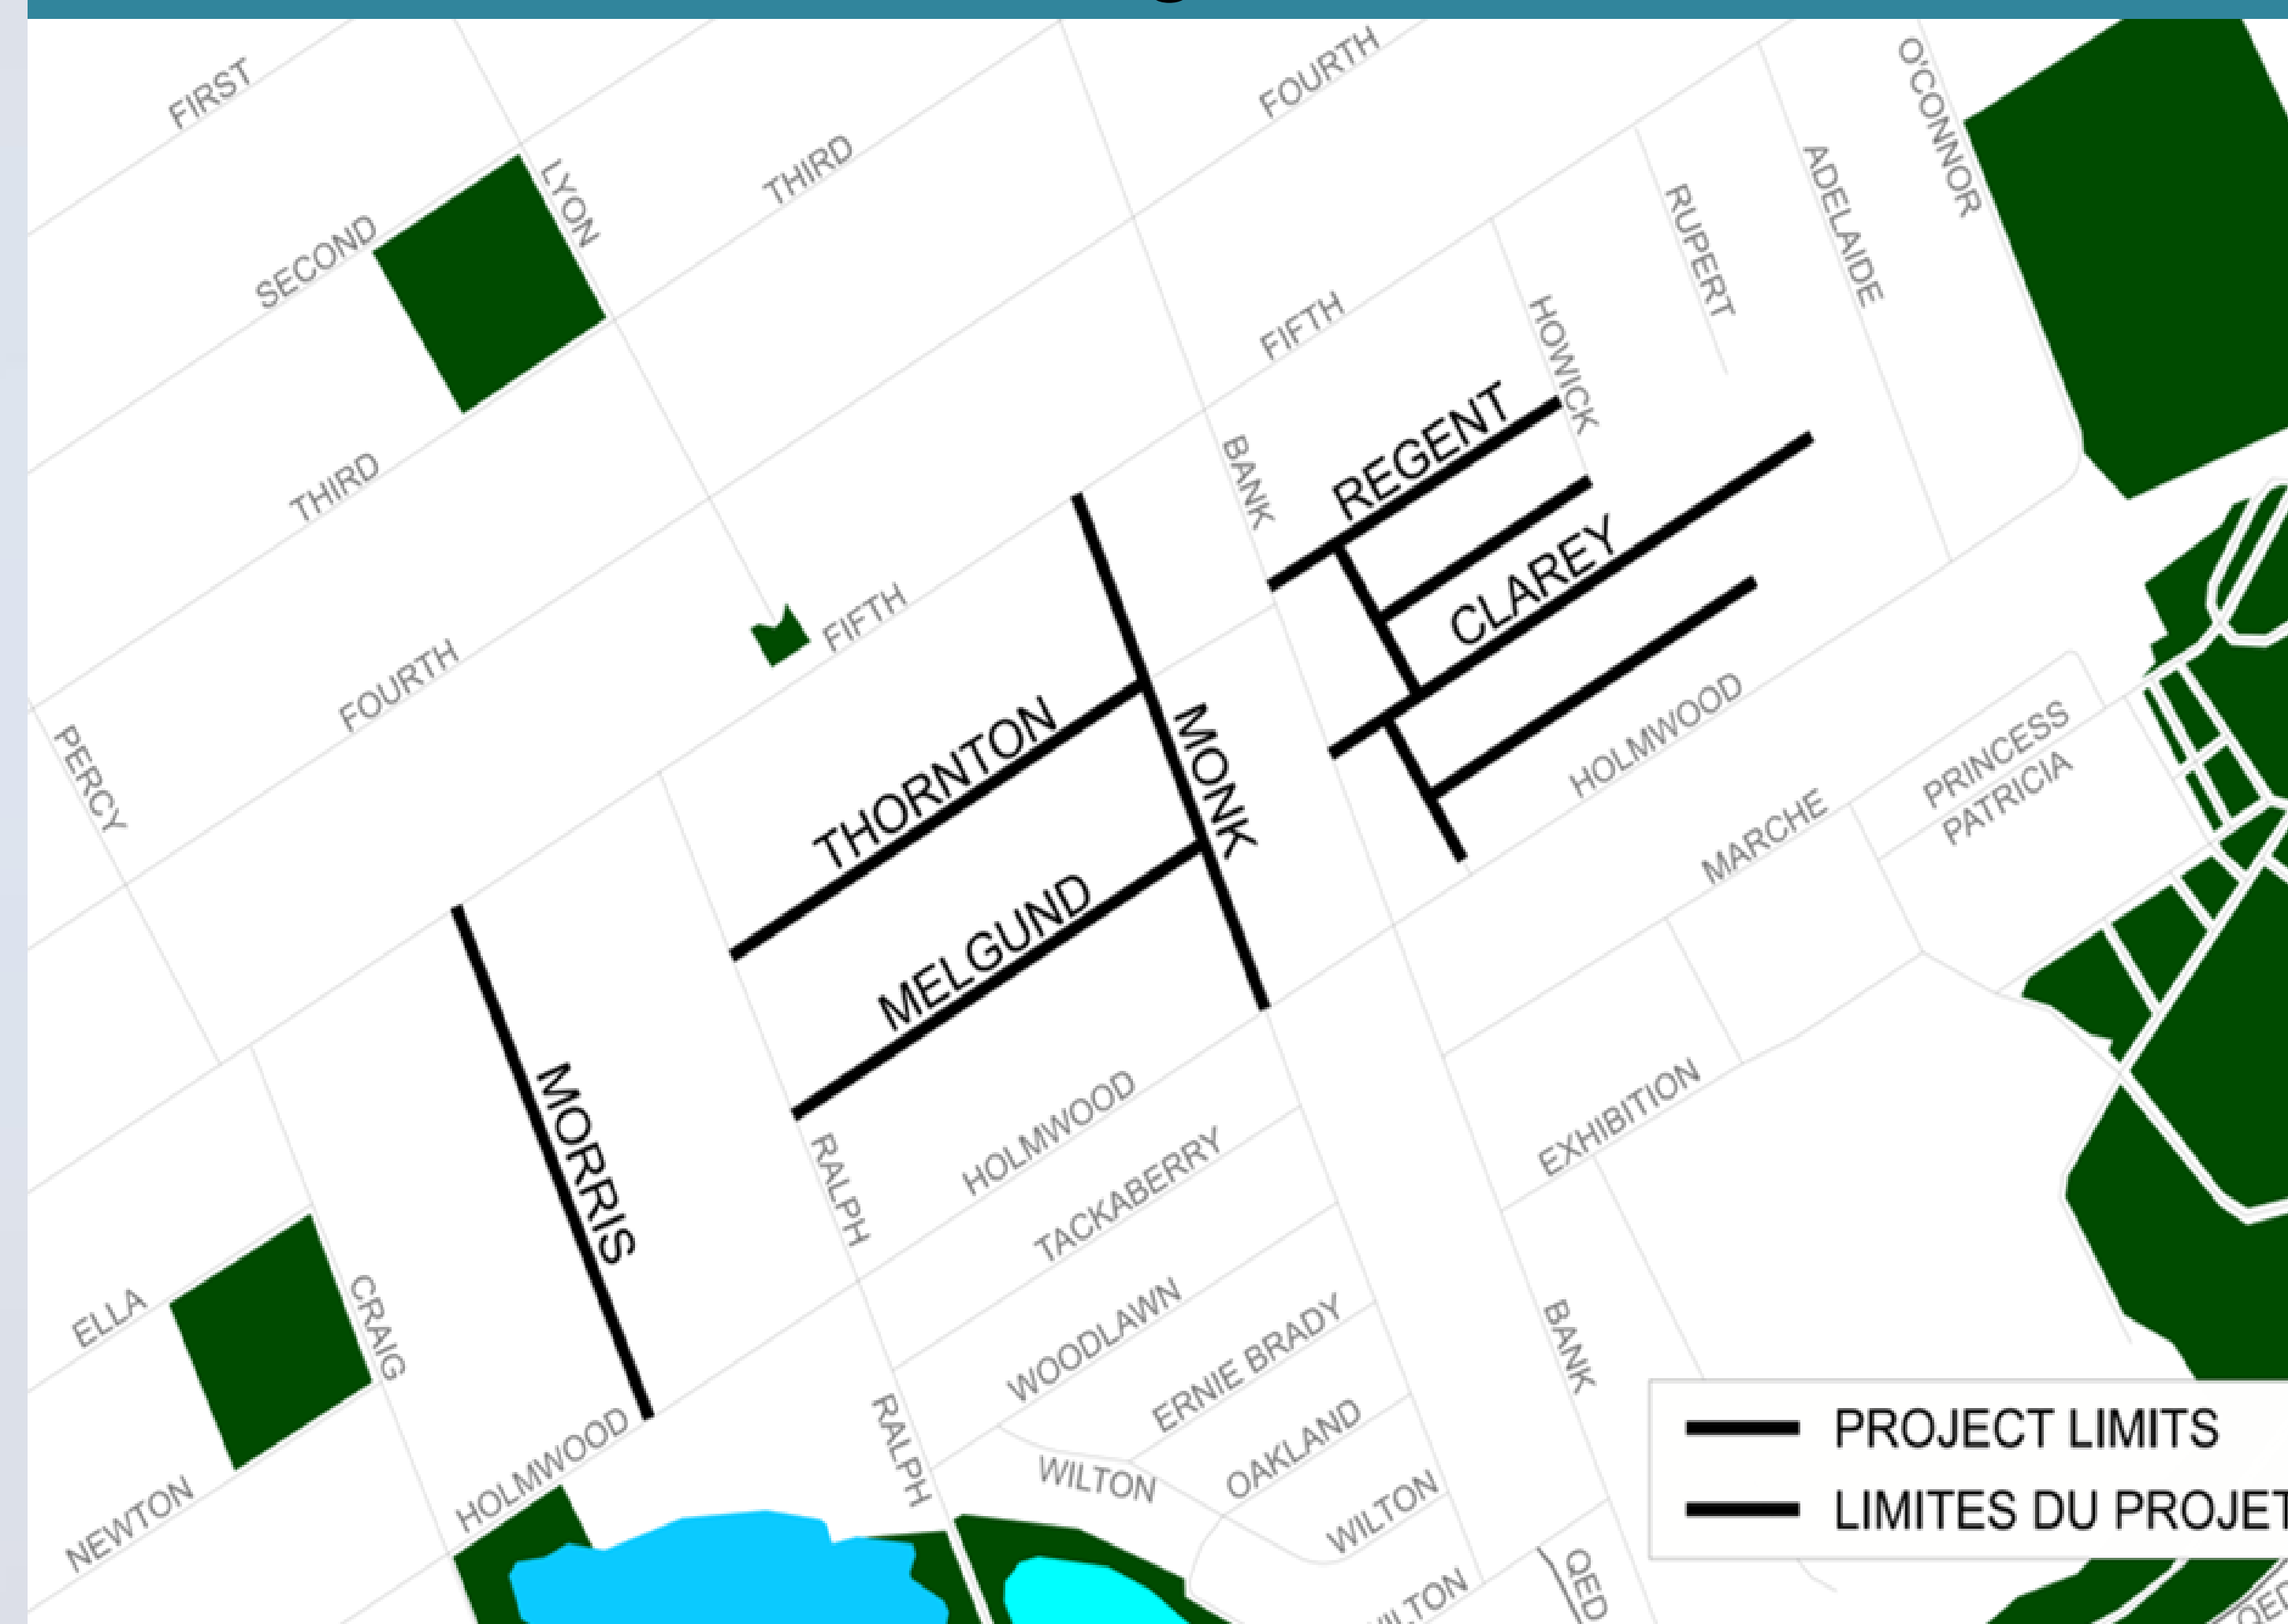 FIRST
LYON
FOURTH
O'CONNOR
THIRD
SECOND
ADELAIDE
RUPERT
FIFTH
HOWICK
REGENT
BANK
THIRD
CLAREY
FIFTH
FOURTH
PERCY
THORNTON
MONK
HOLMWOOD
PRINCESS
PATRICIA
MARCHE
MELGUND
MORRIS
HOLMWOOD
EXHIBITION
RALPH
TACKABERRY
ELLA
CRAIG
WOODLAWN
ERNIE BRADY
BANK
RALPH
OAKLAND
HOLMWOOD
WILTON
WILTON
NEWTON
PROJECT LIMITS
LIMITES DU PROJET
QED